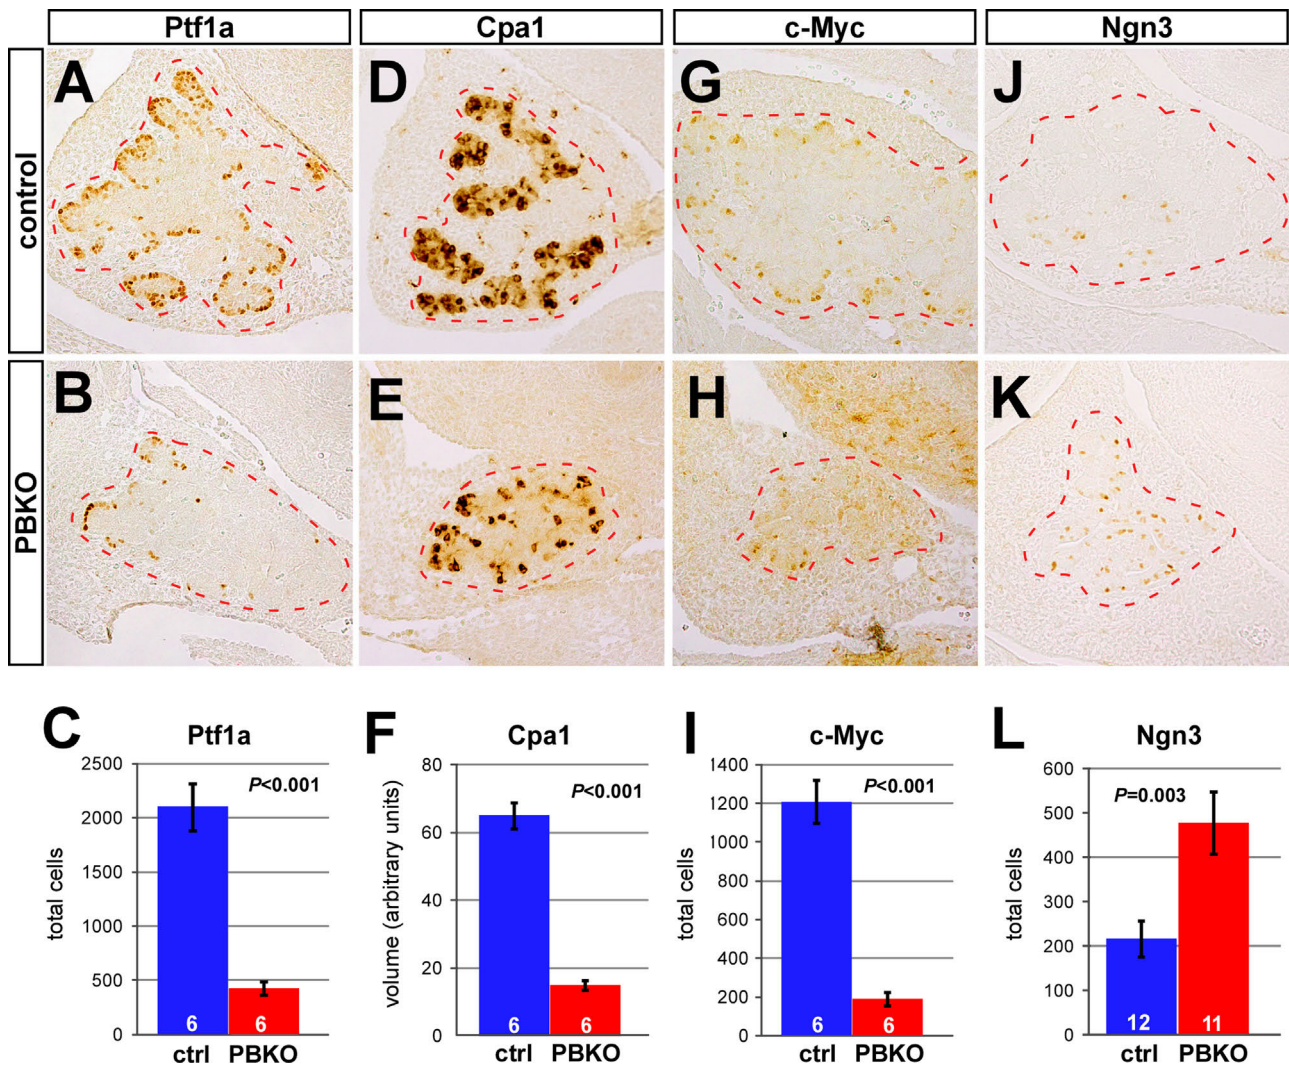 Ptf1a
Cpa1
c-Myc
Ngn3
control
A
D
G
J
PBKO
B
E
H
K
C
Ptf1a
total cells
2500
2000
1500
1000
500
0
P<0.001
6
6
ctrl
PBKO
F
Cpa1
volume (arbitrary units)
80
60
40
20
0
P<0.001
6
6
ctrl
PBKO
I
c-Myc
total cells
1400
1200
1000
800
600
400
200
0
P<0.001
6
6
ctrl
PBKO
L
Ngn3
total cells
600
500
400
300
200
100
0
P=0.003
12
11
ctrl
PBKO